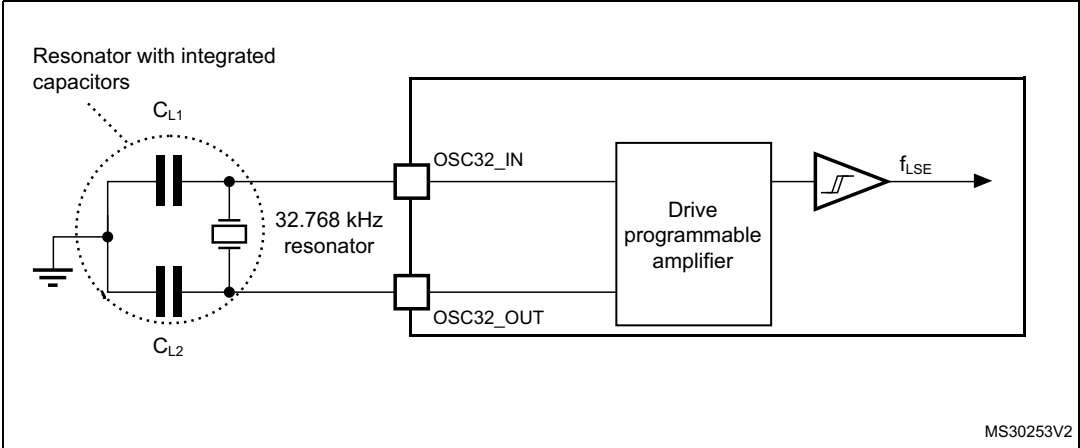 Resonator with integrated
capacitors
CL1
OSC32_IN
fLSE
32.768 kHz
resonator
Drive
programmable
amplifier
OSC32_OUT
CL2
MS30253V2